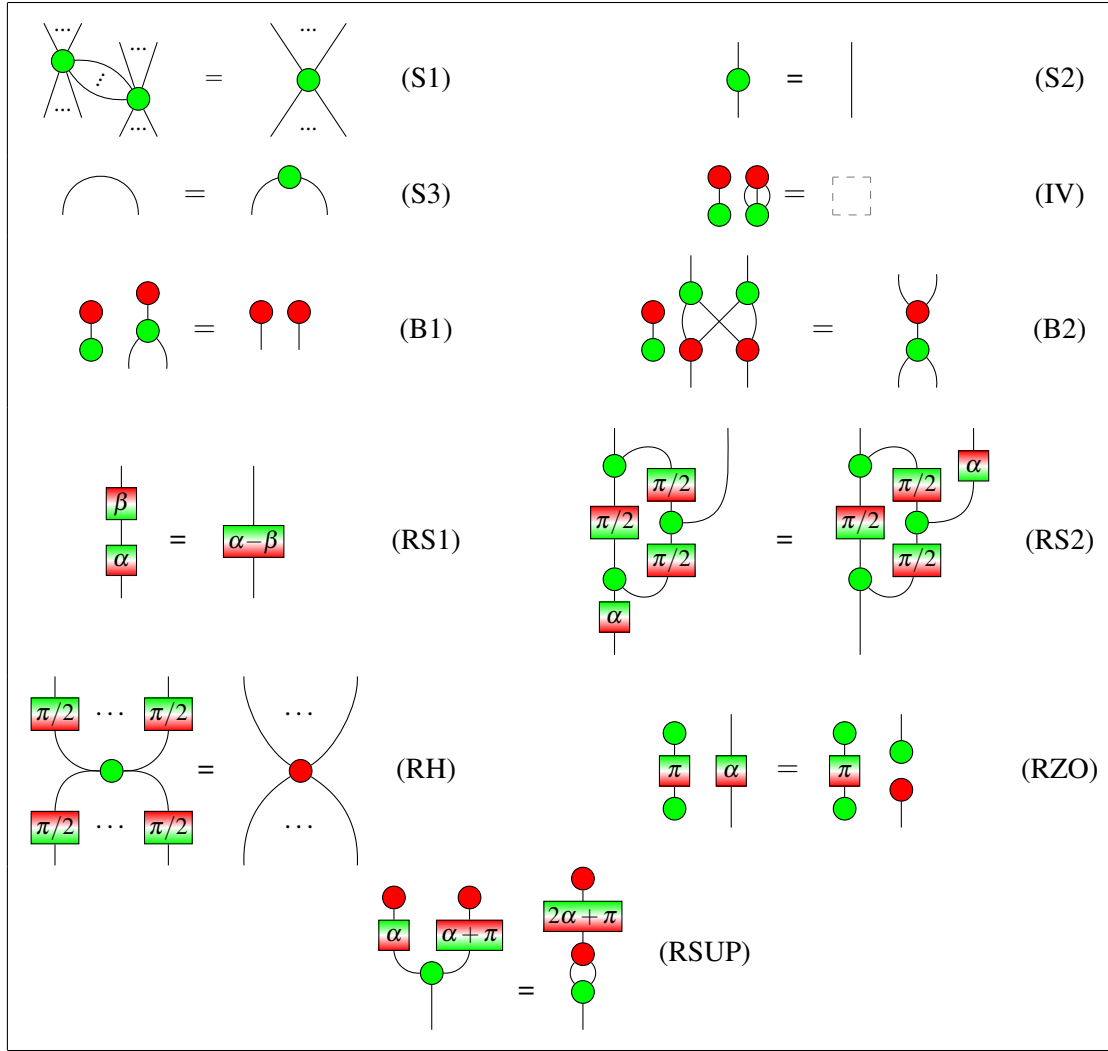 ... ... ... = ... ... (S1)
... ...
= (S2)
= (S3)
= (IV)
= (B1)
= (B2)
β α = α−β (RS1)
π/2 π/2 π/2 α = α π/2 π/2 π/2 (RS2)
π/2 ··· π/2 π/2 ··· π/2 = ··· ··· (RH)
π α = π (RZO)
α α+π = 2α+π (RSUP)